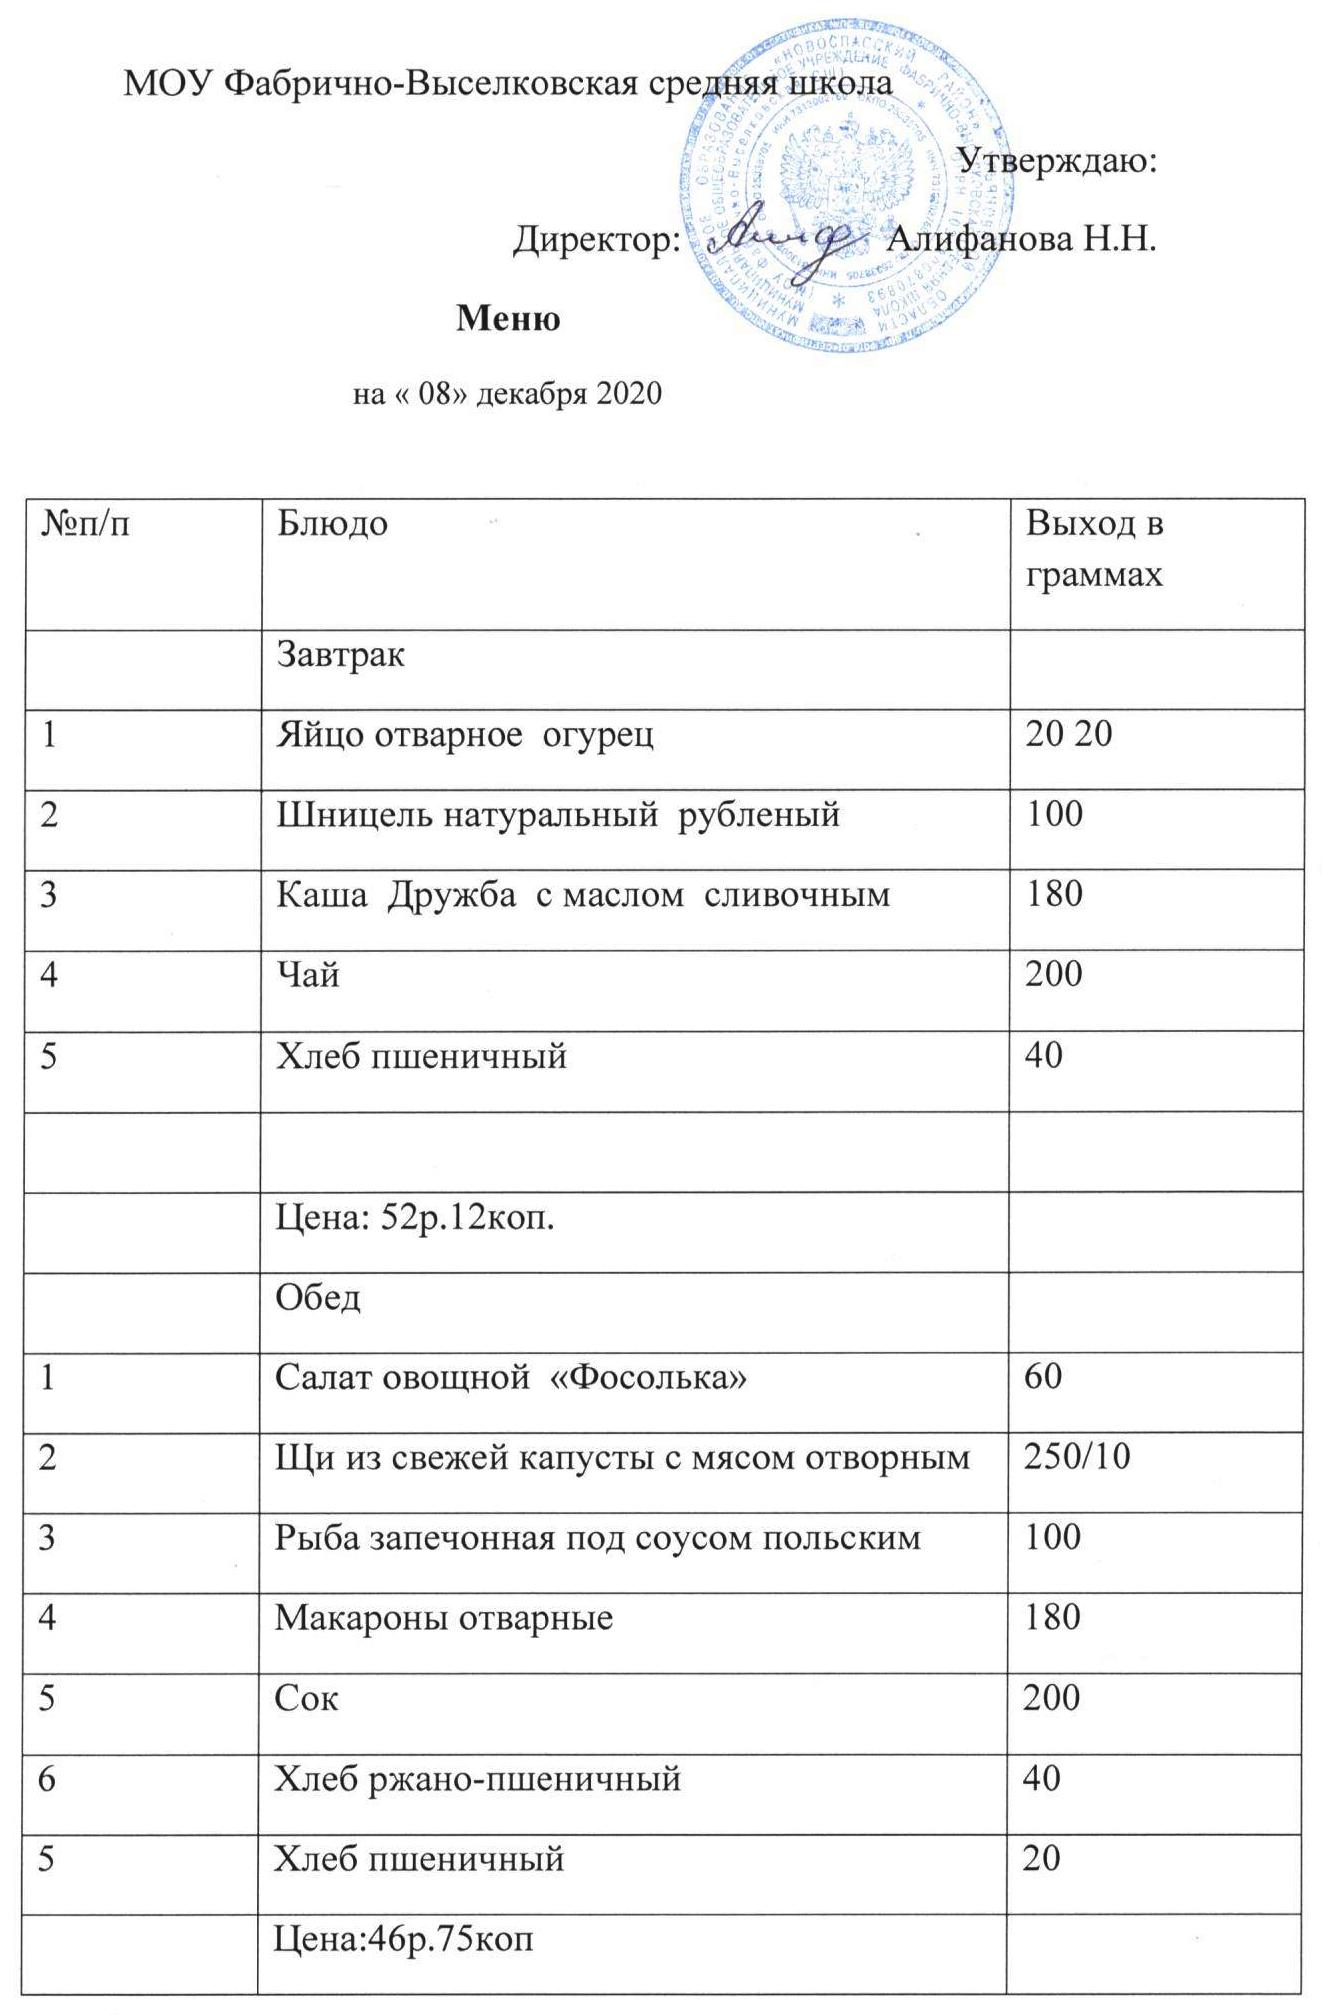 МОУ Фабрично-Выселковская средняя школа
Утверждаю:
Директор: Алифанова Н.Н.
Меню
на « 08» декабря 2020
№п/п Блюдо Выход в граммах
Завтрак
1 Яйцо отварное огурец 20 20
2 Шницель натуральный рубленый 100
3 Каша Дружба с маслом сливочным 180
4 Чай 200
5 Хлеб пшеничный 40
Цена: 52р.12коп.
Обед
1 Салат овощной «Фосолька» 60
2 Щи из свежей капусты с мясом отворным 250/10
3 Рыба запечонная под соусом польским 100
4 Макароны отварные 180
5 Сок 200
6 Хлеб ржано-пшеничный 40
5 Хлеб пшеничный 20
Цена:46р.75коп